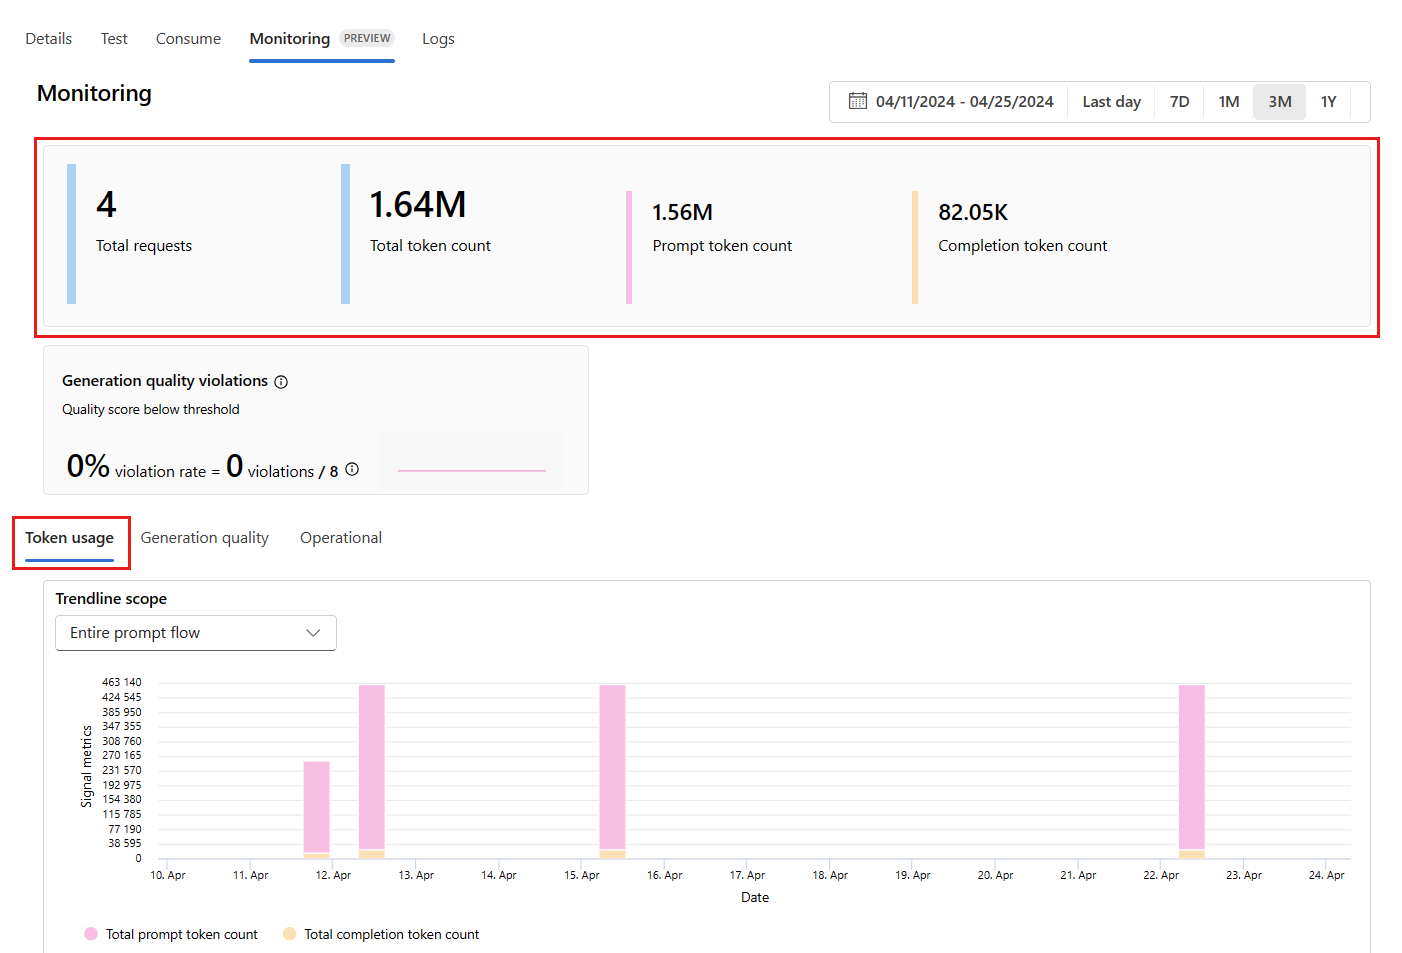 Details Test Consume Monitoring PREVIEW Logs
Monitoring
04/11/2024 - 04/25/2024 Last day 7D 1M 3M 1Y
4 1.64M 1.56M 82.05K
Total requests Total token count Prompt token count Completion token count
Generation quality violations
Quality score below threshold
0% violation rate = 0 violations / 8
Token usage Generation quality Operational
Trendline scope
Entire prompt flow
Signal metrics
463 140
424 545
385 950
347 355
308 760
270 165
231 570
192 975
154 380
115 785
77 190
38 595
0
10. Apr 11. Apr 12. Apr 13. Apr 14. Apr 15. Apr 16. Apr 17. Apr 18. Apr 19. Apr 20. Apr 21. Apr 22. Apr 23. Apr 24. Apr
Date
Total prompt token count Total completion token count